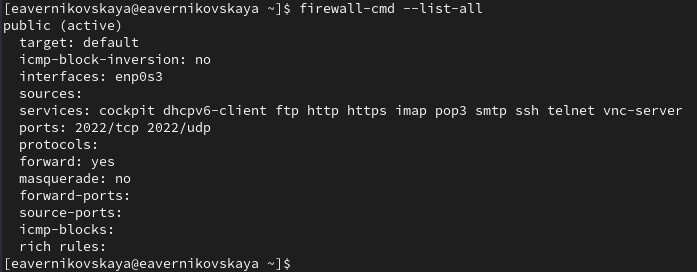 [eavernikovskaya@eavernikovskaya ~]$ firewall-cmd --list-all
public (active)
  target: default
  icmp-block-inversion: no
  interfaces: enp0s3
  sources:
  services: cockpit dhcpv6-client ftp http https imap pop3 smtp ssh telnet vnc-server
  ports: 2022/tcp 2022/udp
  protocols:
  forward: yes
  masquerade: no
  forward-ports:
  source-ports:
  icmp-blocks:
  rich rules:
[eavernikovskaya@eavernikovskaya ~]$